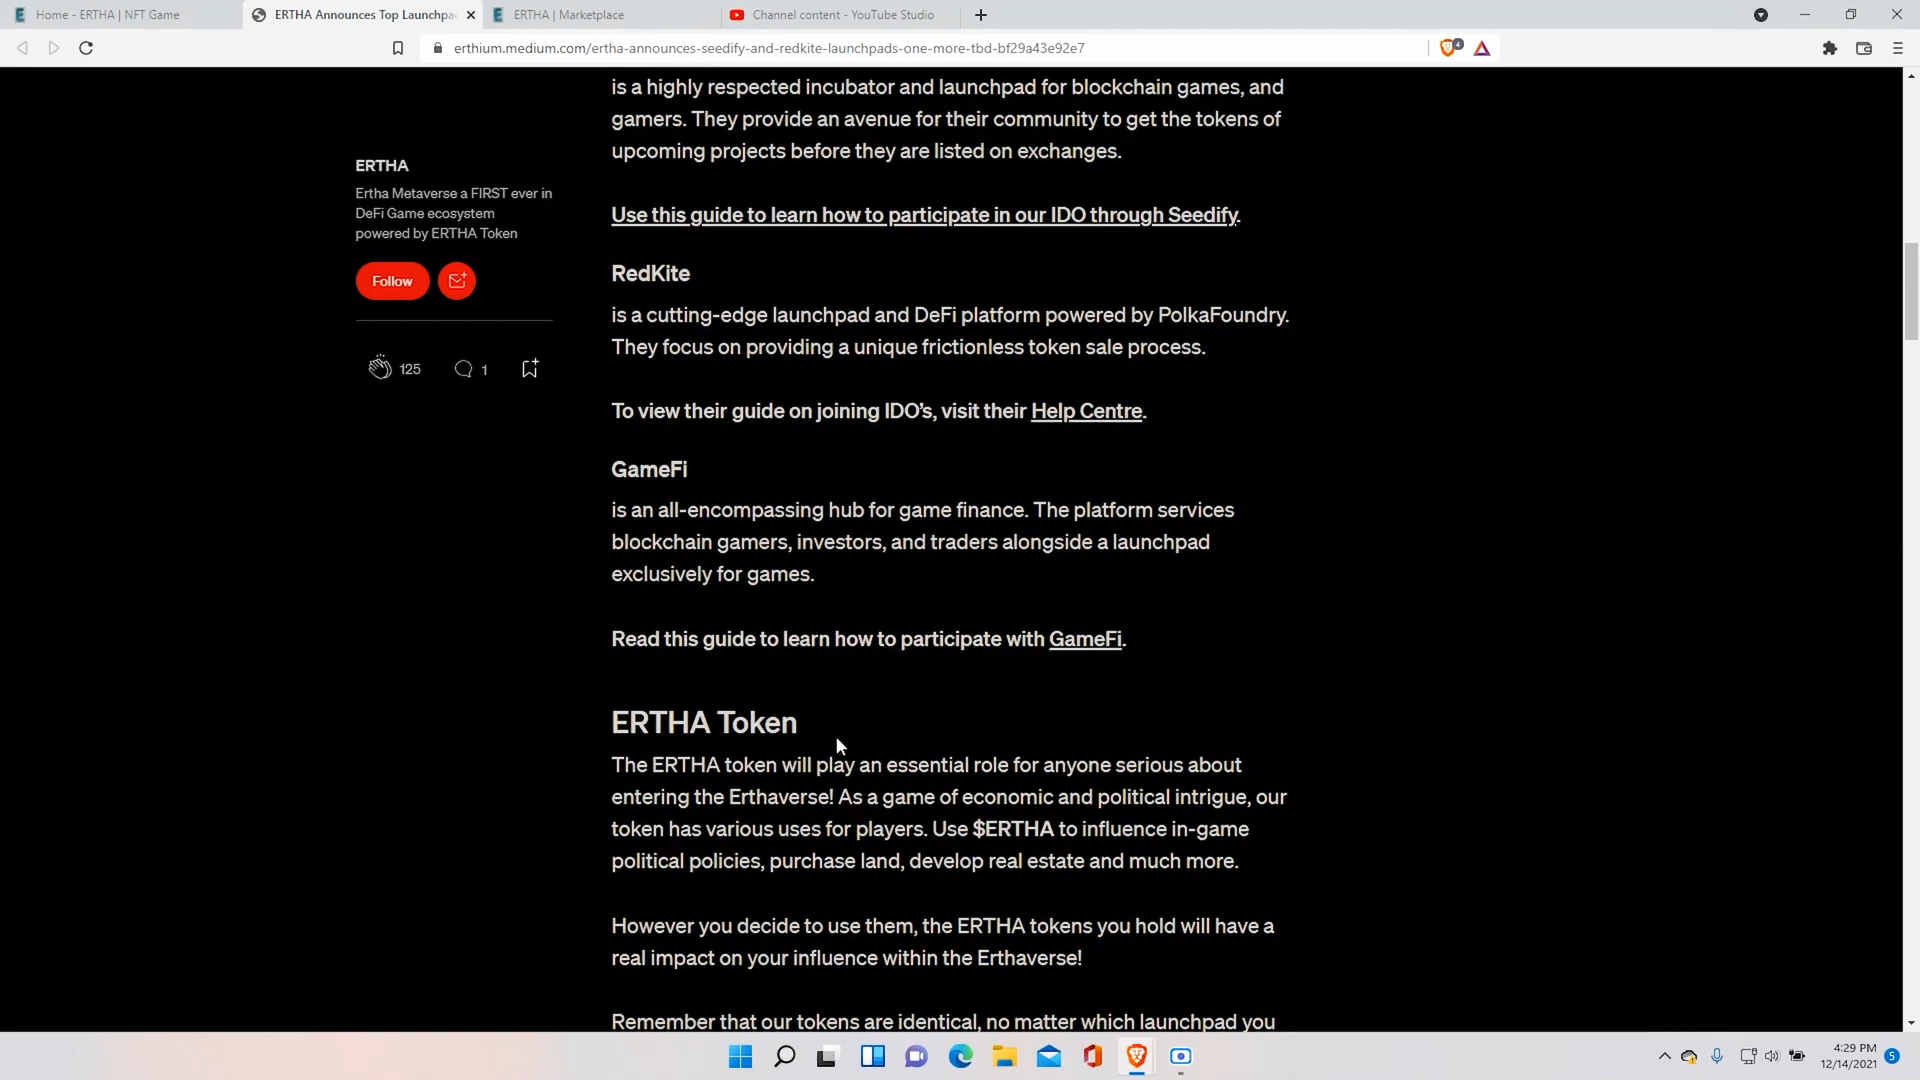 Home - ERTHA | NFT Game
ERTHA Announces Top Launchpa
ERTHA | Marketplace
Channel content - YouTube Studio
erthium.medium.com/ertha-announces-seedify-and-redkite-launchpads-one-more-tbd-bf29a43e92e7
4
ERTHA
Ertha Metaverse a FIRST ever in
DeFi Game ecosystem
powered by ERTHA Token
Follow
125
1
is a highly respected incubator and launchpad for blockchain games, and
gamers. They provide an avenue for their community to get the tokens of
upcoming projects before they are listed on exchanges.
Use this guide to learn how to participate in our IDO through Seedify.
RedKite
is a cutting-edge launchpad and DeFi platform powered by PolkaFoundry.
They focus on providing a unique frictionless token sale process.
To view their guide on joining IDO’s, visit their Help Centre.
GameFi
is an all-encompassing hub for game finance. The platform services
blockchain gamers, investors, and traders alongside a launchpad
exclusively for games.
Read this guide to learn how to participate with GameFi.
ERTHA Token
The ERTHA token will play an essential role for anyone serious about
entering the Erthaverse! As a game of economic and political intrigue, our
token has various uses for players. Use $ERTHA to influence in-game
political policies, purchase land, develop real estate and much more.
However you decide to use them, the ERTHA tokens you hold will have a
real impact on your influence within the Erthaverse!
Remember that our tokens are identical, no matter which launchpad you
4:29 PM
12/14/2021
5